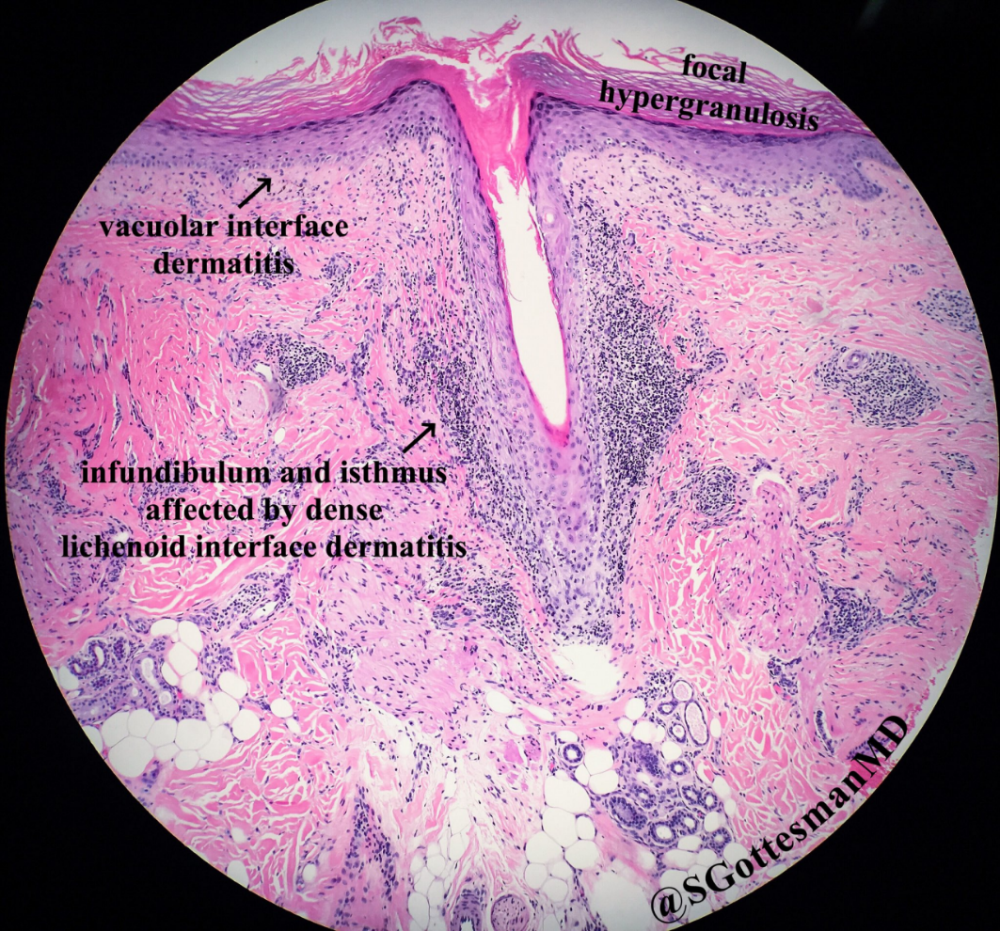 focal
hypergranulosis
vacuolar interface
dermatitis
infundibulum and isthmus
affected by dense
lichenoid interface dermatitis
@SGottesmanMD